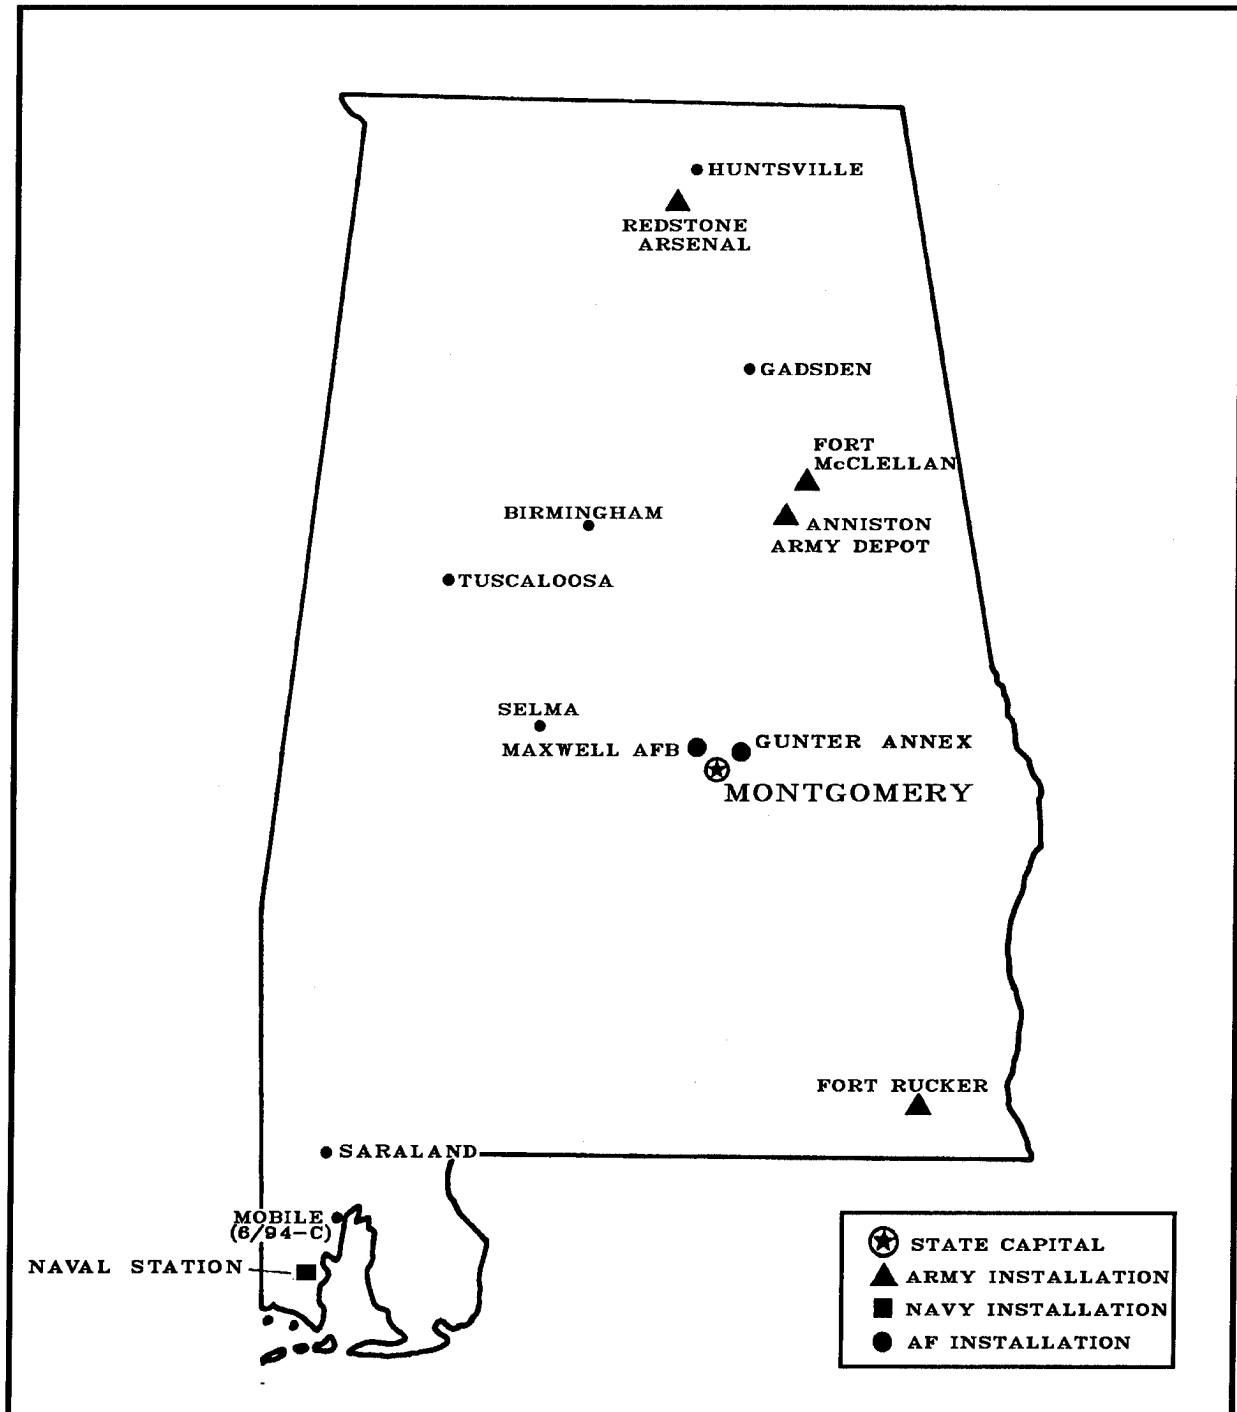 HUNTSVILLE
REDSTONE
ARSENAL
GADSDEN
FORT
McCLELLAN
BIRMINGHAM
ANNISTON
ARMY DEPOT
TUSCALOOSA
SELMA
MAXWELL AFB
GUNTER ANNEX
MONTGOMERY
FORT RUCKER
SARALAND
MOBILE
(6/94-C)
NAVAL STATION
STATE CAPITAL
ARMY INSTALLATION
NAVY INSTALLATION
AF INSTALLATION